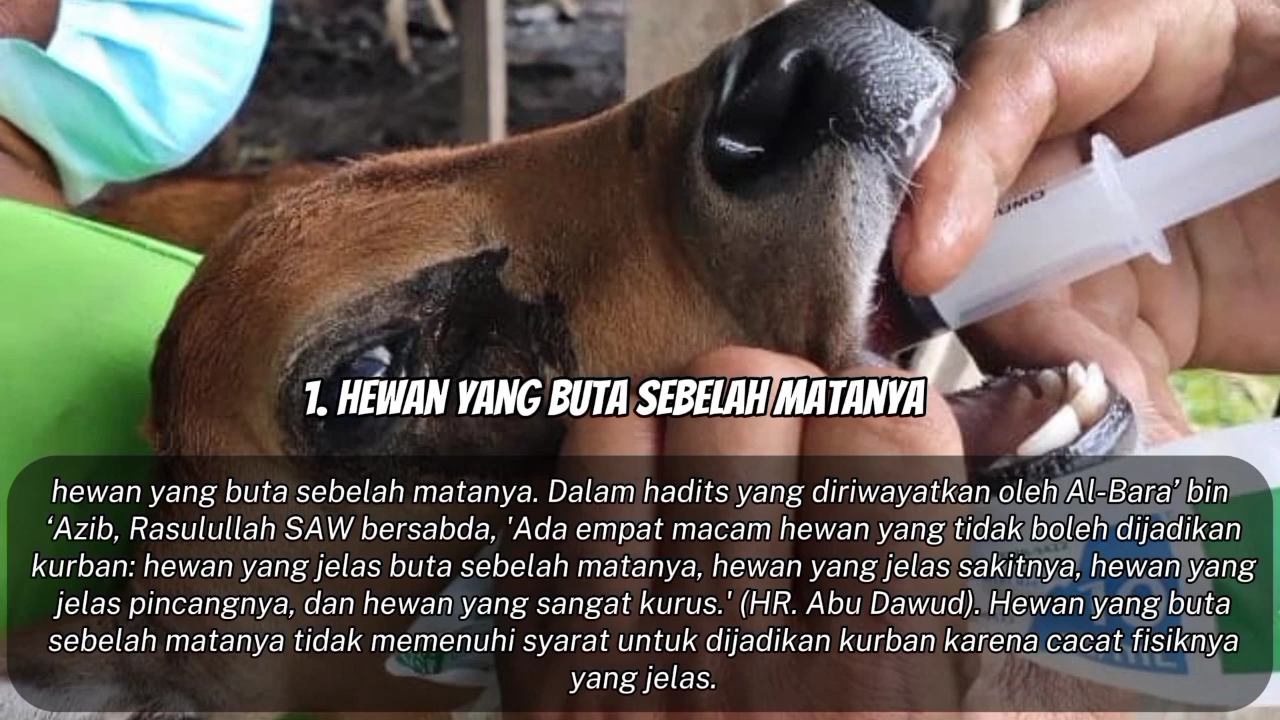 1. HEWAN YANG BUTA SEBELAH MATANYA
hewan yang buta sebelah matanya. Dalam hadits yang diriwayatkan oleh Al-Bara’ bin
‘Azib, Rasulullah SAW bersabda, 'Ada empat macam hewan yang tidak boleh dijadikan
kurban: hewan yang jelas buta sebelah matanya, hewan yang jelas sakitnya, hewan yang
jelas pincangnya, dan hewan yang sangat kurus.' (HR. Abu Dawud). Hewan yang buta
sebelah matanya tidak memenuhi syarat untuk dijadikan kurban karena cacat fisiknya
yang jelas.